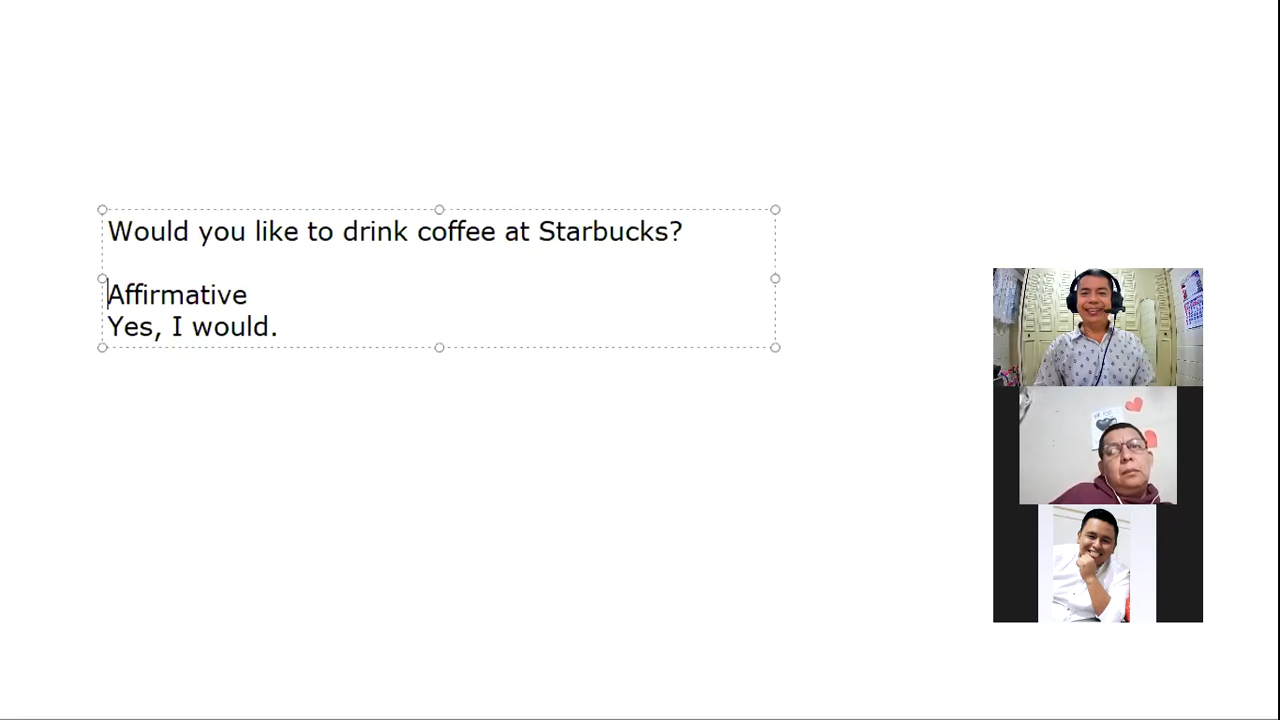 Would you like to drink coffee at Starbucks?
Affirmative
Yes, I would.